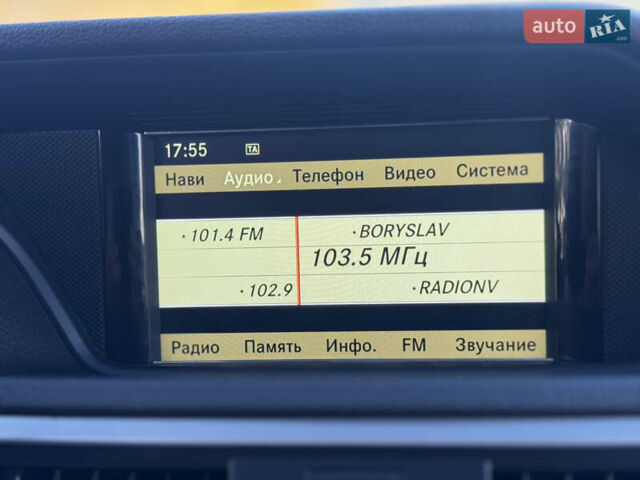 auto RIA.com
17:55 TA
Нави Аудио Телефон Видео Система
·101.4 FM ·BORYSLAV
103.5 МГц
·102.9 ·RADIONV
Радио Память Инфо. FM Звучание